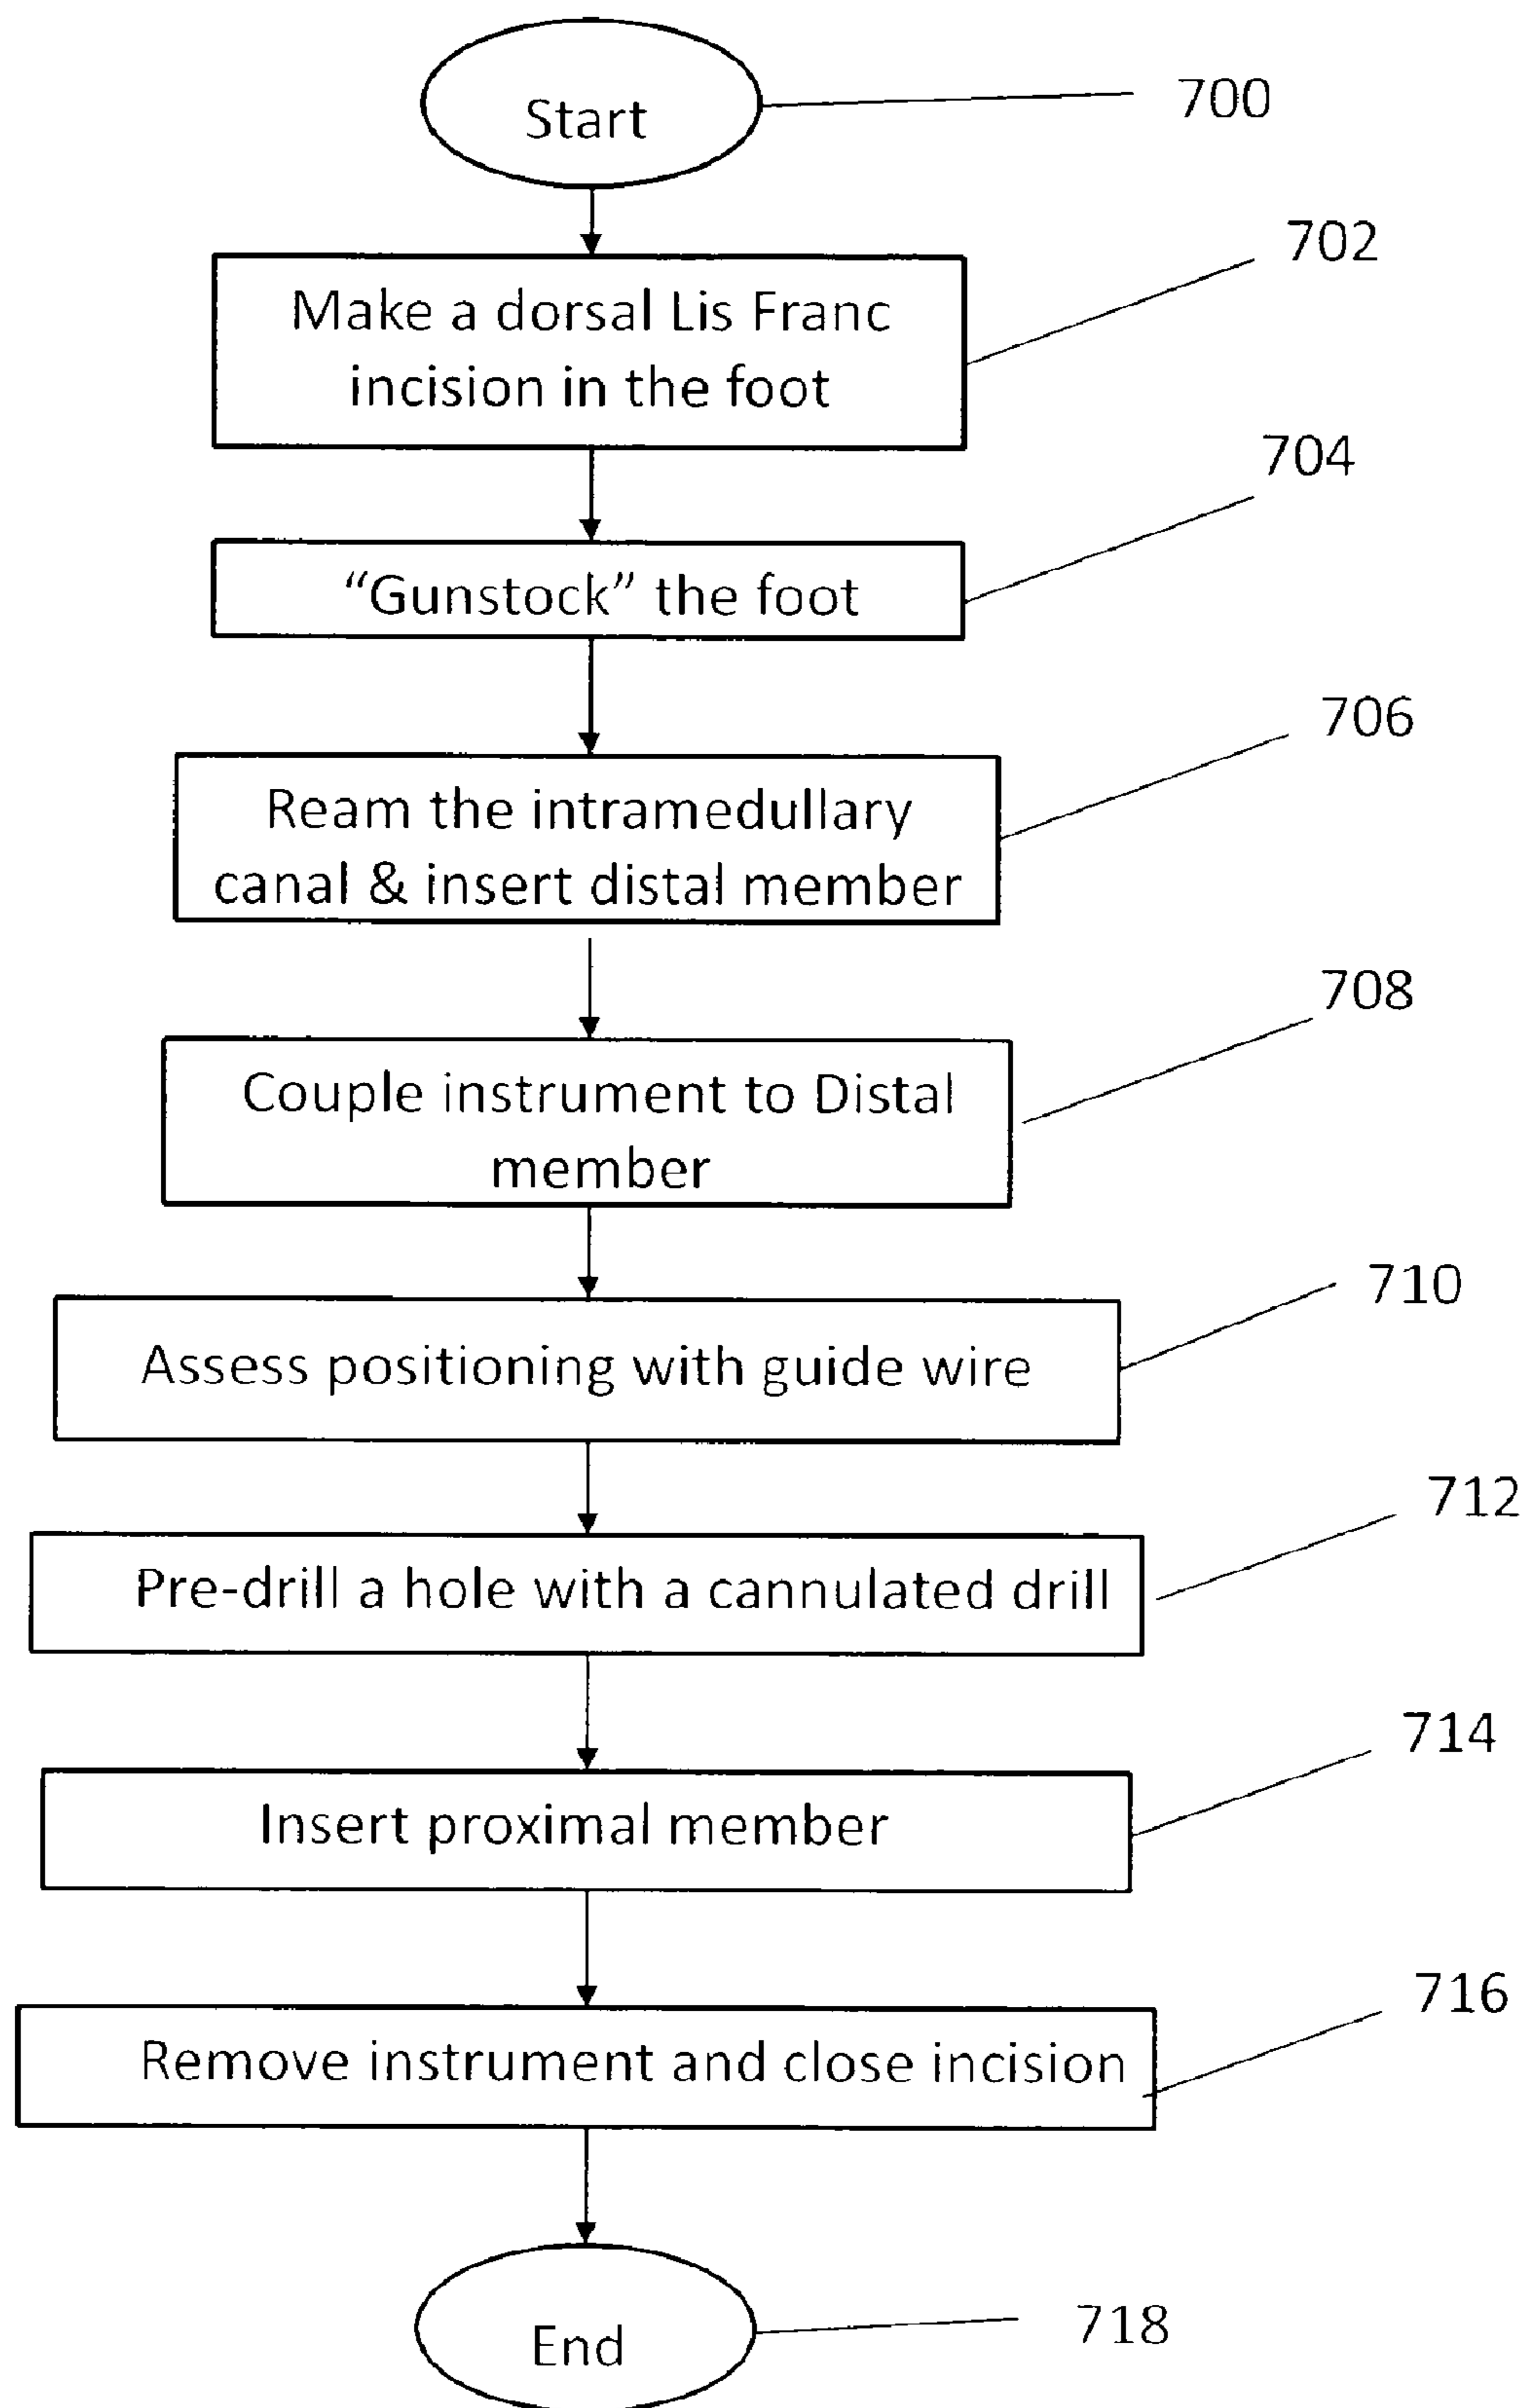 Start
700
702
Make a dorsal Lis Franc
incision in the foot
704
“Gunstock” the foot
706
Ream the intramedullary
canal & insert distal member
708
Couple instrument to Distal
member
710
Assess positioning with guide wire
712
Pre-drill a hole with a cannulated drill
714
Insert proximal member
716
Remove instrument and close incision
718
End